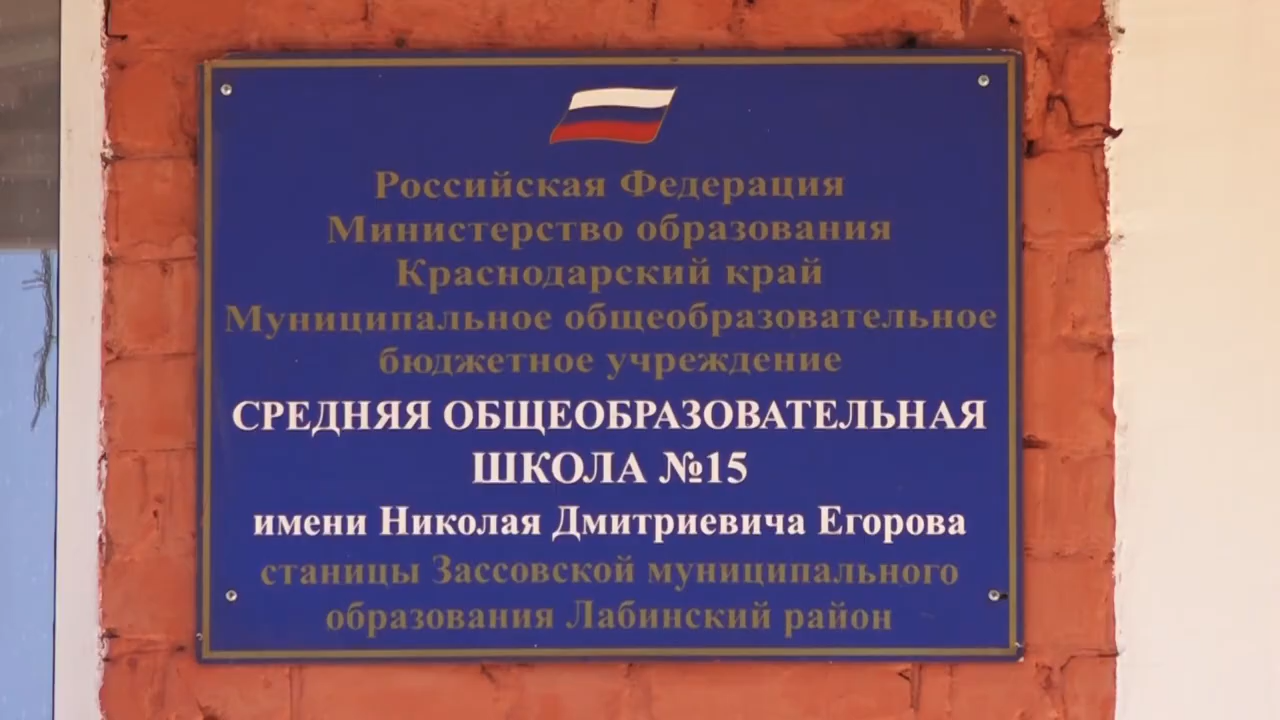 Российская Федерация
Министерство образования
Краснодарский край
Муниципальное общеобразовательное
бюджетное учреждение
СРЕДНЯЯ ОБЩЕОБРАЗОВАТЕЛЬНАЯ
ШКОЛА №15
имени Николая Дмитриевича Егорова
станицы Зассовской муниципального
образования Лабинский район